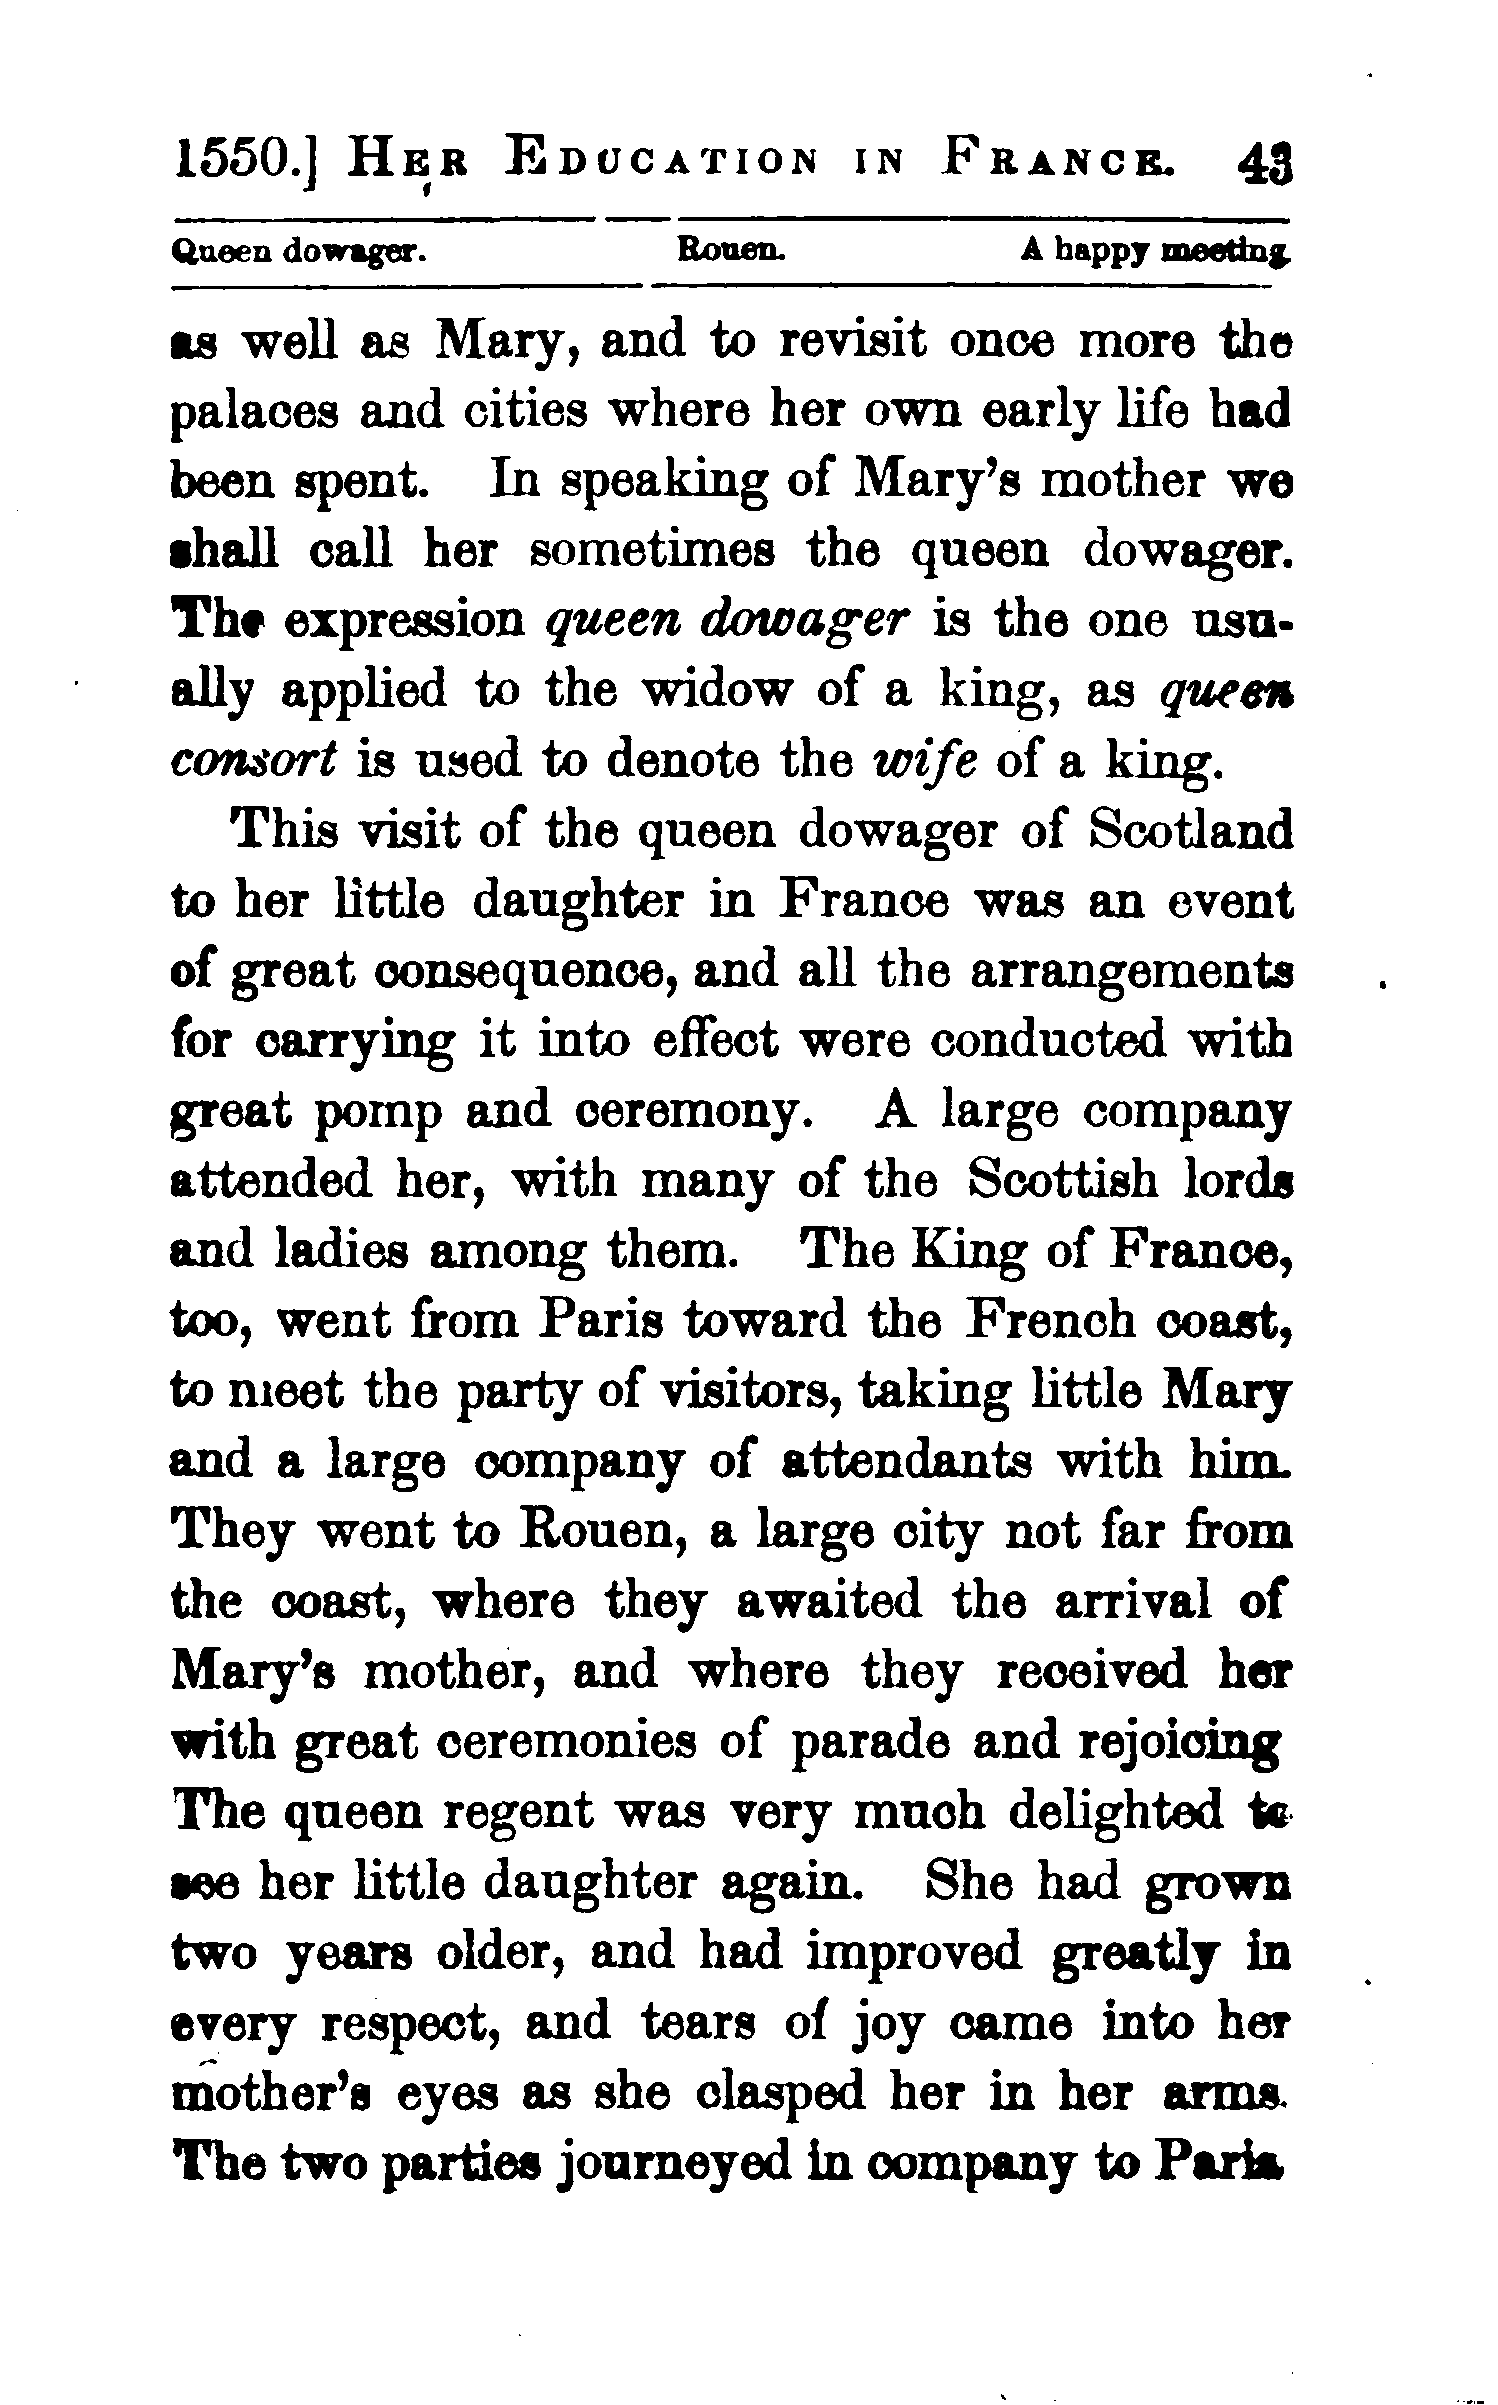 1550.] HER EDUCATION IN FRANCE. 43
Queen dowager. Rouen. A happy meeting.
as well as Mary, and to revisit once more the
palaces and cities where her own early life had
been spent. In speaking of Mary's mother we
shall call her sometimes the queen dowager.
The expression queen dowager is the one usu-
ally applied to the widow of a king, as queen
consort is used to denote the wife of a king.
This visit of the queen dowager of Scotland
to her little daughter in France was an event
of great consequence, and all the arrangements
for carrying it into effect were conducted with
great pomp and ceremony. A large company
attended her, with many of the Scottish lords
and ladies among them. The King of France,
too, went from Paris toward the French coast,
to meet the party of visitors, taking little Mary
and a large company of attendants with him.
They went to Rouen, a large city not far from
the coast, where they awaited the arrival of
Mary's mother, and where they received her
with great ceremonies of parade and rejoicing
The queen regent was very much delighted to
see her little daughter again. She had grown
two years older, and had improved greatly in
every respect, and tears of joy came into her
mother's eyes as she clasped her in her arms.
The two parties journeyed in company to Paris